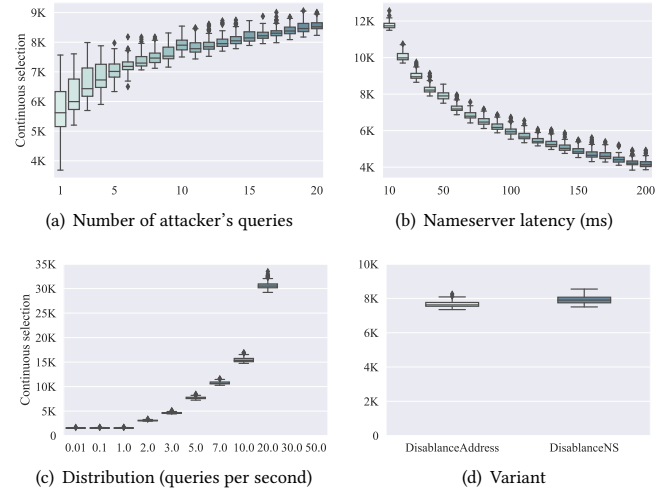 9K
8K
7K
6K
5K
4K
Continuous selection
1 5 10 15 20
(a) Number of attacker's queries
12K
10K
8K
6K
4K
10 50 100 150 200
(b) Nameserver latency (ms)
35K
30K
25K
20K
15K
10K
5K
0
Continuous selection
0.01 0.1 1.0 2.0 3.0 5.0 7.0 10.0 20.0 30.0 50.0
(c) Distribution (queries per second)
10K
8K
6K
4K
2K
0
DisablanceAddress DisablanceNS
(d) Variant